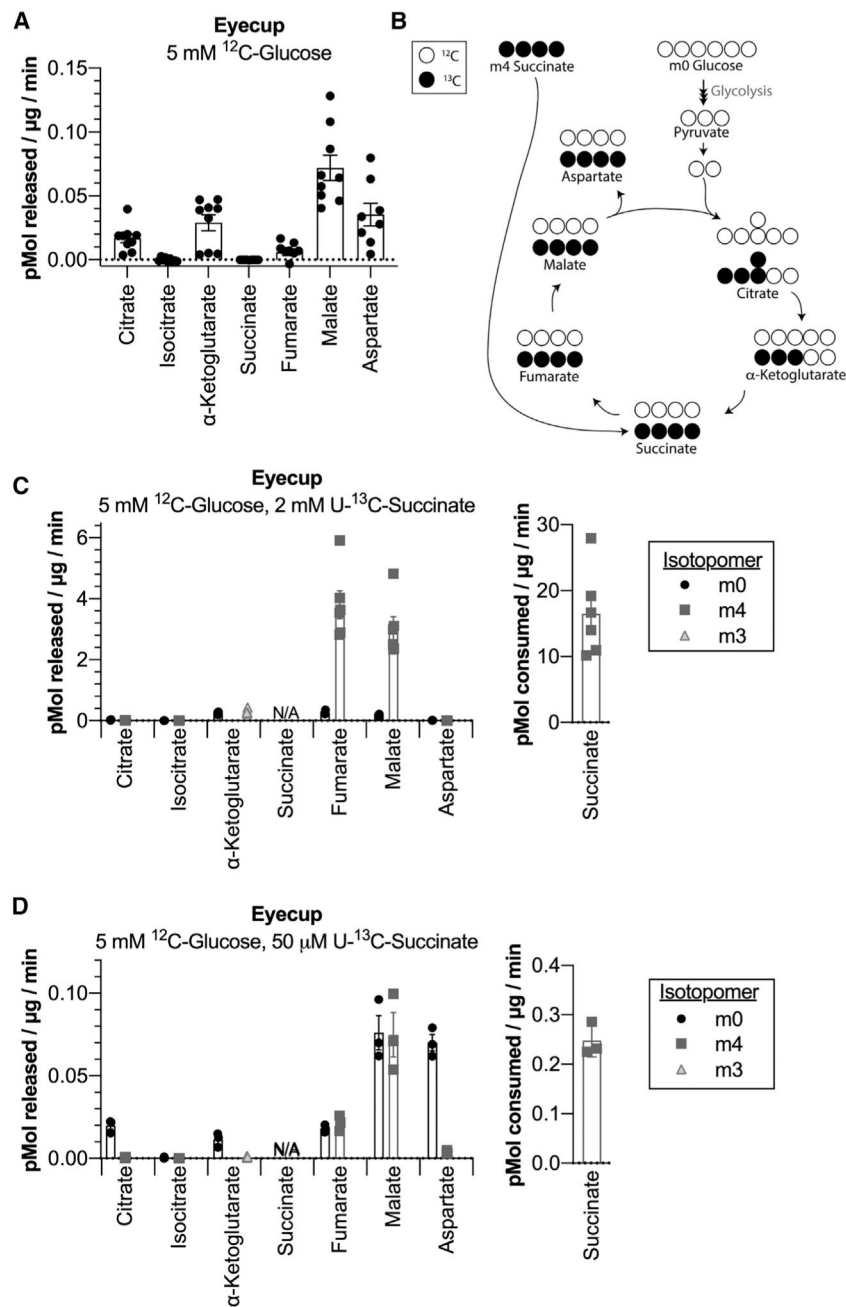 A
Eyecup
5 mM ¹²C-Glucose
pMol released / µg / min
0.15
0.10
0.05
0.00
Citrate
Isocitrate
α-Ketoglutarate
Succinate
Fumarate
Malate
Aspartate
B
¹²C
¹³C
m4 Succinate
m0 Glucose
Glycolysis
Pyruvate
Aspartate
Malate
Citrate
Fumarate
α-Ketoglutarate
Succinate
C
Eyecup
5 mM ¹²C-Glucose, 2 mM U-¹³C-Succinate
pMol released / µg / min
6
4
2
0
N/A
Citrate
Isocitrate
α-Ketoglutarate
Succinate
Fumarate
Malate
Aspartate
pMol consumed / µg / min
30
20
10
0
Succinate
Isotopomer
m0
m4
m3
D
Eyecup
5 mM ¹²C-Glucose, 50 µM U-¹³C-Succinate
pMol released / µg / min
0.10
0.05
0.00
N/A
Citrate
Isocitrate
α-Ketoglutarate
Succinate
Fumarate
Malate
Aspartate
pMol consumed / µg / min
0.4
0.3
0.2
0.1
0.0
Succinate
Isotopomer
m0
m4
m3